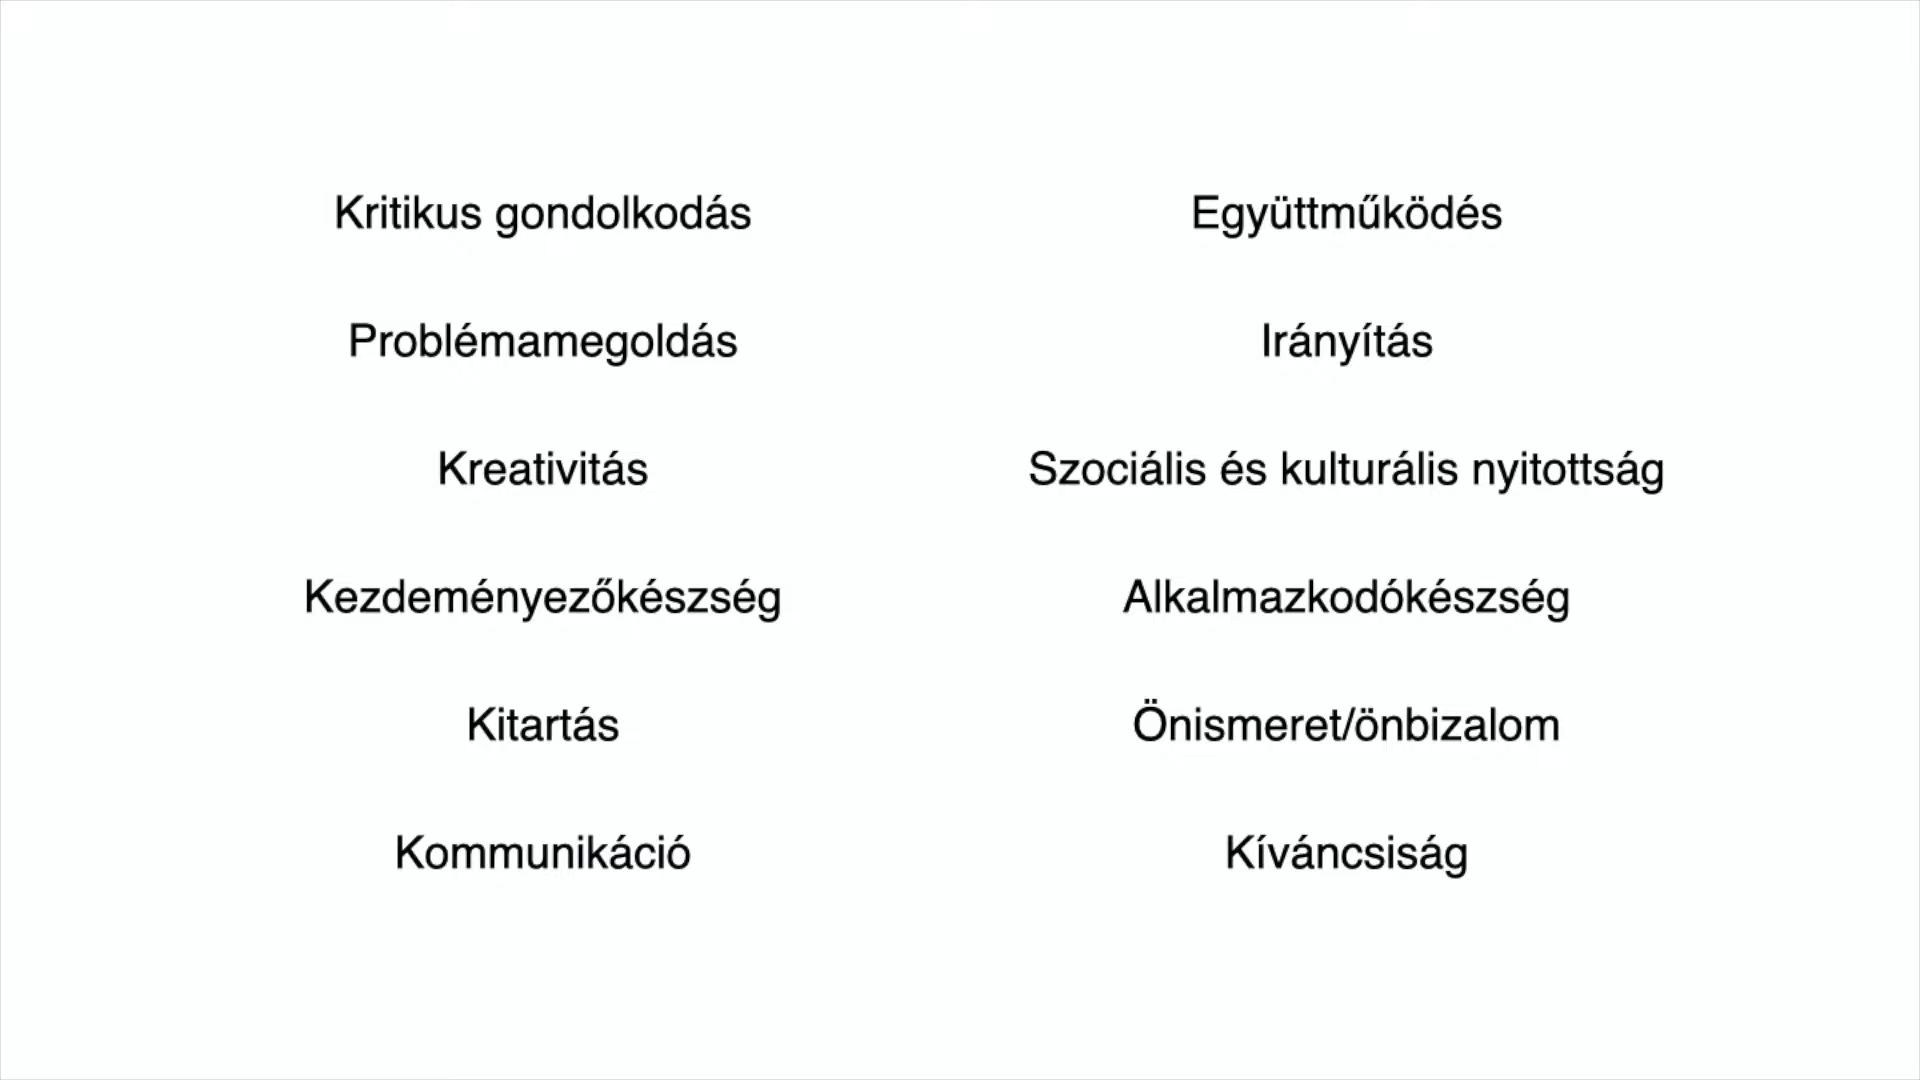 Kritikus gondolkodás
Problémamegoldás
Kreativitás
Kezdeményezőkészség
Kitartás
Kommunikáció
Együttműködés
Irányítás
Szociális és kulturális nyitottság
Alkalmazkodókészség
Önismeret/önbizalom
Kíváncsiság